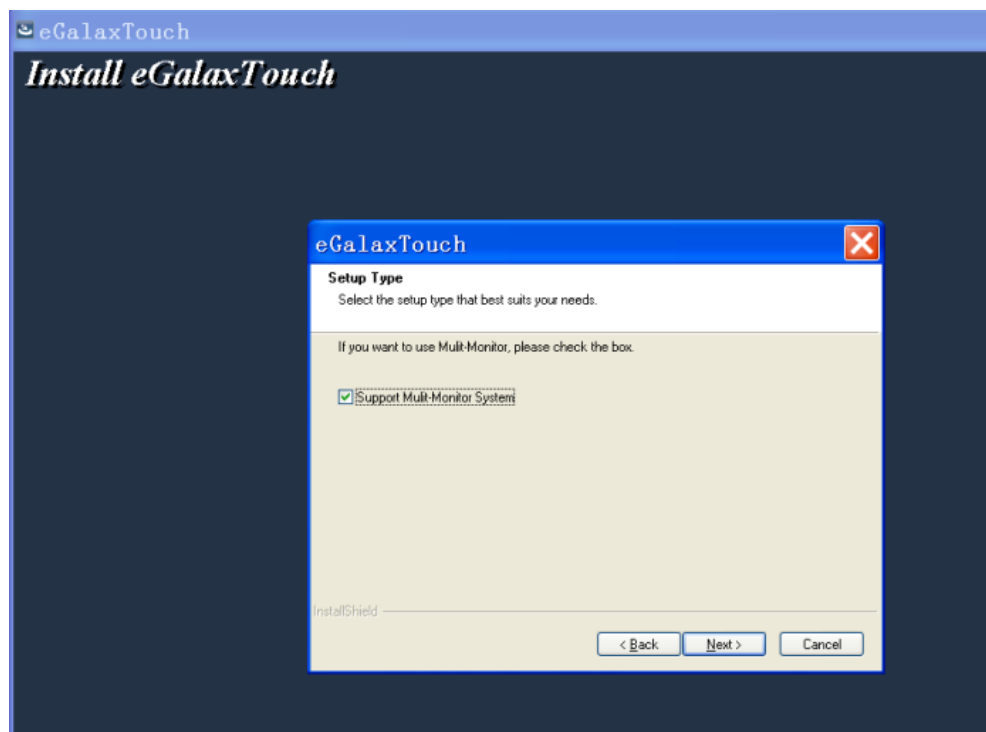 eGalaxTouch
Install eGalaxTouch
eGalaxTouch
Setup Type
Select the setup type that best suits your needs.
If you want to use Mulit-Monitor, please check the box.
Support Mulit-Monitor System
InstallShield
< Back Next > Cancel